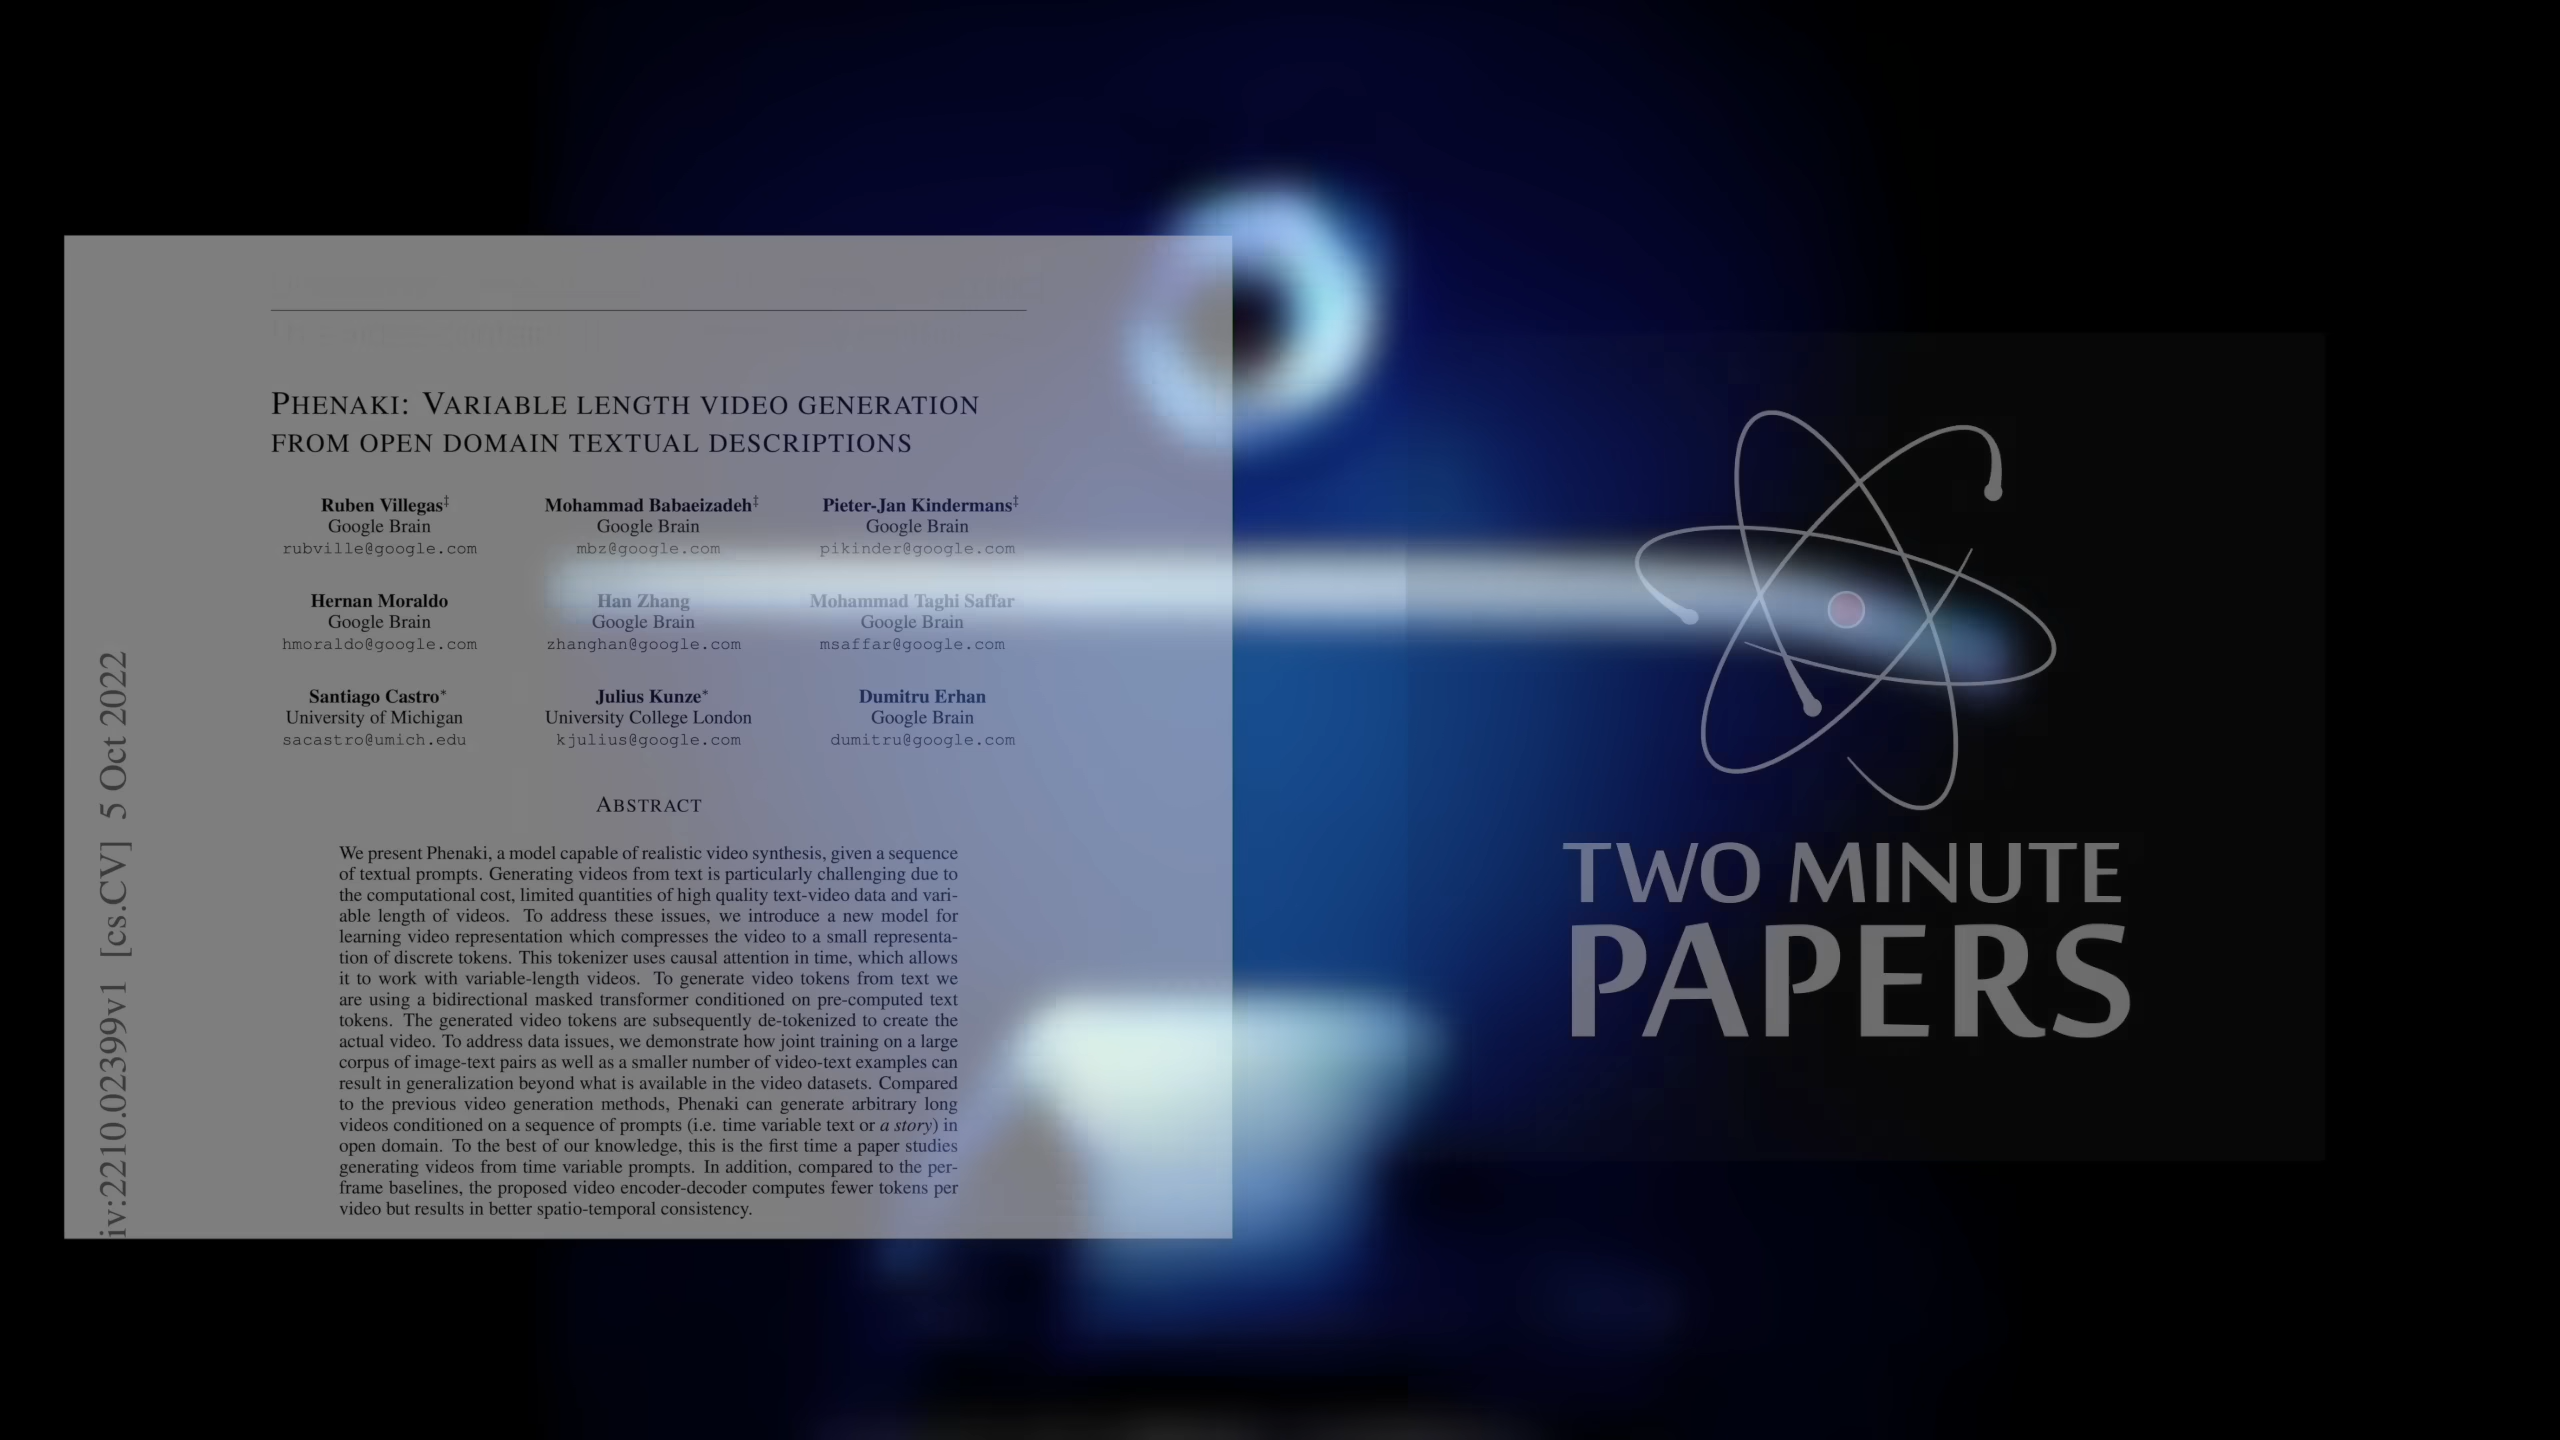 PHENAKI: VARIABLE LENGTH VIDEO GENERATION
FROM OPEN DOMAIN TEXTUAL DESCRIPTIONS
Ruben Villegas‡
Google Brain
rubville@google.com
Mohammad Babaeizadeh‡
Google Brain
mbz@google.com
Pieter-Jan Kindermans‡
Google Brain
pikinder@google.com
Hernan Moraldo
Google Brain
hmoraldo@google.com
Han Zhang
Google Brain
zhanghan@google.com
Mohammad Taghi Saffar
Google Brain
msaffar@google.com
Santiago Castro*
University of Michigan
sacastro@umich.edu
Julius Kunze*
University College London
kjulius@google.com
Dumitru Erhan
Google Brain
dumitru@google.com
ABSTRACT
We present Phenaki, a model capable of realistic video synthesis, given a sequence
of textual prompts. Generating videos from text is particularly challenging due to
the computational cost, limited quantities of high quality text-video data and vari-
able length of videos. To address these issues, we introduce a new model for
learning video representation which compresses the video to a small representa-
tion of discrete tokens. This tokenizer uses causal attention in time, which allows
it to work with variable-length videos. To generate video tokens from text we
are using a bidirectional masked transformer conditioned on pre-computed text
tokens. The generated video tokens are subsequently de-tokenized to create the
actual video. To address data issues, we demonstrate how joint training on a large
corpus of image-text pairs as well as a smaller number of video-text examples can
result in generalization beyond what is available in the video datasets. Compared
to the previous video generation methods, Phenaki can generate arbitrary long
videos conditioned on a sequence of prompts (i.e. time variable text or a story) in
open domain. To the best of our knowledge, this is the first time a paper studies
generating videos from time variable prompts. In addition, compared to the per-
frame baselines, the proposed video encoder-decoder computes fewer tokens per
video but results in better spatio-temporal consistency.
iv:2210.02399v1 [cs.CV] 5 Oct 2022
TWO MINUTE
PAPERS